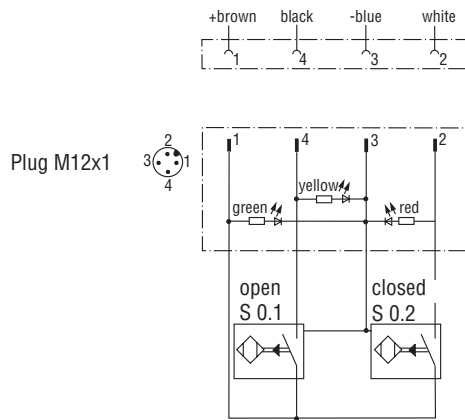 +brown black -blue white
1 4 3 2
Plug M12x1
2
3 1
4
1 4 3 2
yellow
green red
open closed
S 0.1 S 0.2